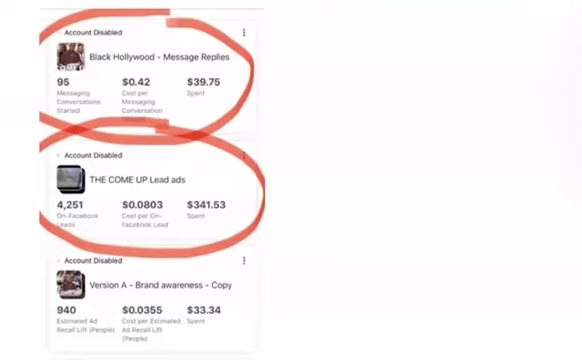 Account Disabled
Black Hollywood - Message Replies
95 $0.42 $39.75
Messaging Cost per Spent
Conversations Messaging
Started Conversation
Account Disabled
THE COME UP Lead ads
4,251 $0.0803 $341.53
On-Facebook Cost per On- Spent
Leads Facebook Lead
Account Disabled
Version A - Brand awareness - Copy
940 $0.0355 $33.34
Estimated Ad Cost per Estimated Spent
Recall Lift (People) Ad Recall Lift
(People)